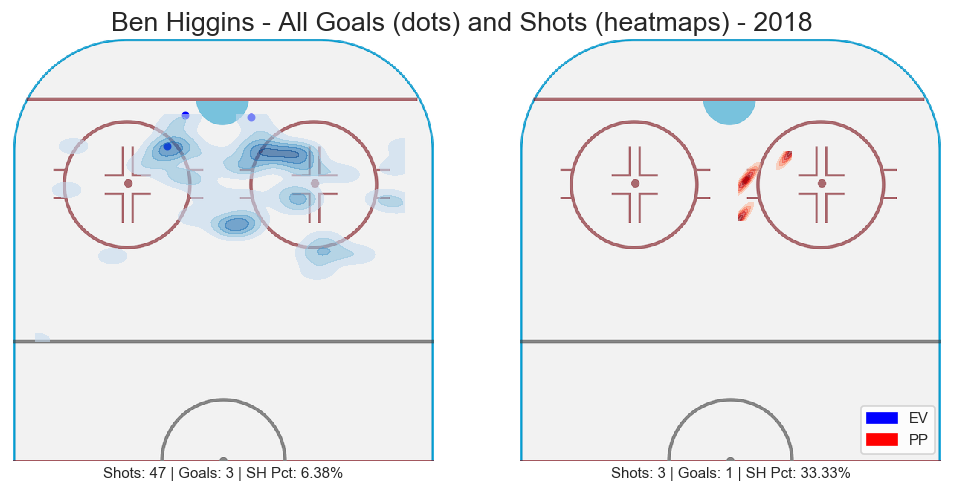 Ben Higgins - All Goals (dots) and Shots (heatmaps) - 2018
EV
PP
Shots: 47 | Goals: 3 | SH Pct: 6.38%
Shots: 3 | Goals: 1 | SH Pct: 33.33%